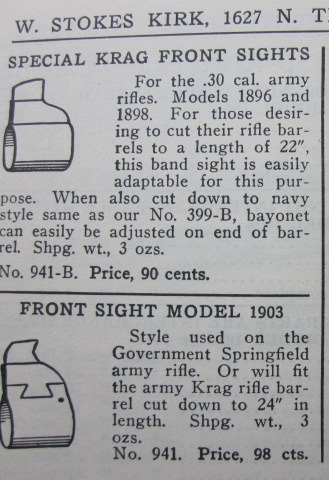 W. STOKES KIRK, 1627 N.
SPECIAL KRAG FRONT SIGHTS
For the .30 cal. army
rifles. Models 1896 and
1898. For those desir-
ing to cut their rifle bar-
rels to a length of 22″,
this band sight is easily
adaptable for this pur-
pose. When also cut down to navy
style same as our No. 399-B, bayonet
can easily be adjusted on end of bar-
rel. Shpg. wt., 3 ozs.
No. 941-B. Price, 90 cents.
FRONT SIGHT MODEL 1903
Style used on the
Government Springfield
army rifle. Or will fit
the army Krag rifle bar-
rel cut down to 24″ in
length. Shpg. wt., 3
ozs.
No. 941. Price, 98 cts.